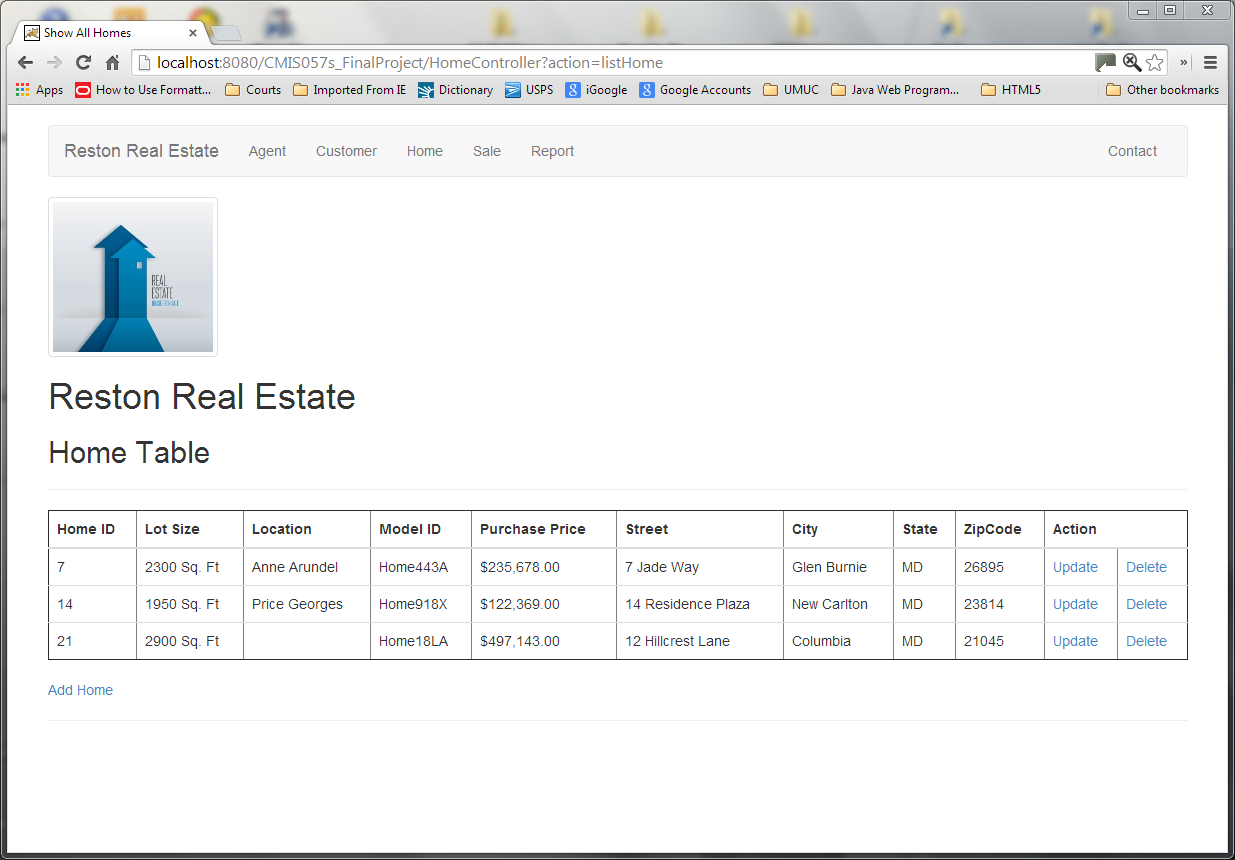 Show All Homes
localhost:8080/CMIS057s_FinalProject/HomeController?action=listHome
Apps How to Use Formatt... Courts Imported From IE Dictionary USPS iGoogle Google Accounts UMUC Java Web Program... HTML5 Other bookmarks
Reston Real Estate Agent Customer Home Sale Report Contact
REAL
ESTATE
Reston Real Estate
Home Table
Home ID Lot Size Location Model ID Purchase Price Street City State ZipCode Action
7 2300 Sq. Ft Anne Arundel Home443A $235,678.00 7 Jade Way Glen Burnie MD 26895 Update Delete
14 1950 Sq. Ft Price Georges Home918X $122,369.00 14 Residence Plaza New Carlton MD 23814 Update Delete
21 2900 Sq. Ft Home18LA $497,143.00 12 Hillcrest Lane Columbia MD 21045 Update Delete
Add Home